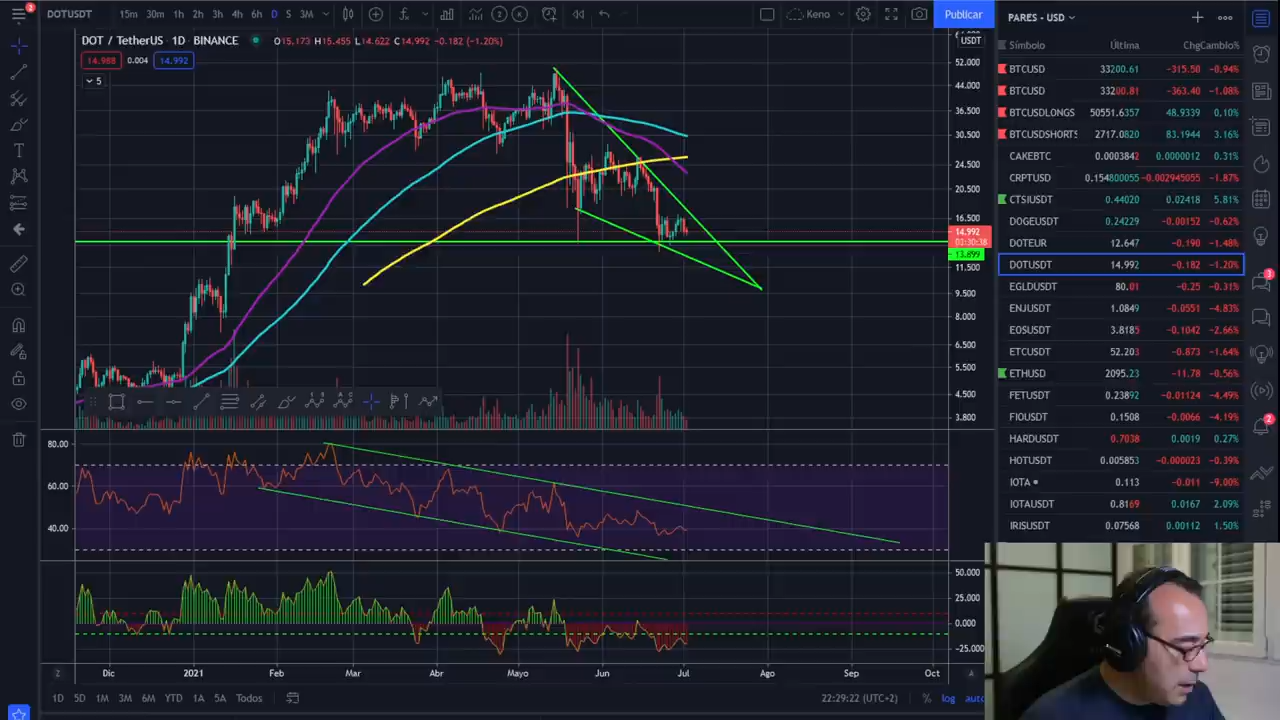 DOTUSDT 15m 30m 1h 2h 3h 4h 6h D S 3M Keno Publicar PARES - USD
DOT / TetherUS 1D BINANCE O15.173 H15.455 L14.622 C14.992 -0.182 (-1.20%) USDT
14.988 0.004 14.992
5
52.000
44.000
36.500
30.500
24.500
20.500
16.500
14.992
02:30:38
13.899
11.500
9.500
8.000
6.500
5.500
4.500
3.800
80.00
60.00
40.00
50.000
25.000
0.000
-25.000
Dic 2021 Feb Mar Abr Mayo Jun Jul Ago Sep Oct
Z A
1D 5D 1M 3M 6M YTD 1A 5A Todos 22:29:22 (UTC+2) % log auto
Símbolo Última Chg Cambio%
BTCUSD 33200.61 -315.50 -0.94%
BTCUSD 33200.81 -363.40 -1.08%
BTCUSDLONGS 50551.6357 48.9339 0.10%
BTCUSDSHORTS 2717.0820 83.1944 3.16%
CAKEBTC 0.0003842 0.0000012 0.31%
CRPTUSD 0.154800055 -0.002945055 -1.87%
CTSIUSD 0.44020 0.02418 5.81%
DOGEUSDT 0.24229 -0.00152 -0.62%
DOTEUR 12.647 -0.190 -1.48%
DOTUSDT 14.992 -0.182 -1.20%
EGLDUSDT 80.01 -0.25 -0.31%
ENJUSDT 1.0849 -0.0551 -4.83%
EOSUSDT 3.8185 -0.1042 -2.66%
ETCUSDT 52.203 -0.873 -1.64%
ETHUSD 2095.23 -11.78 -0.56%
FETUSDT 0.23892 -0.01124 -4.49%
FIOUSDT 0.1508 -0.0066 -4.19%
HARDUSDT 0.7038 0.0019 0.27%
HOTUSDT 0.005853 -0.000023 -0.39%
IOTA 0.113 -0.011 -9.00%
IOTAUSDT 0.8169 0.0167 2.09%
IRISUSDT 0.07568 0.00112 1.50%